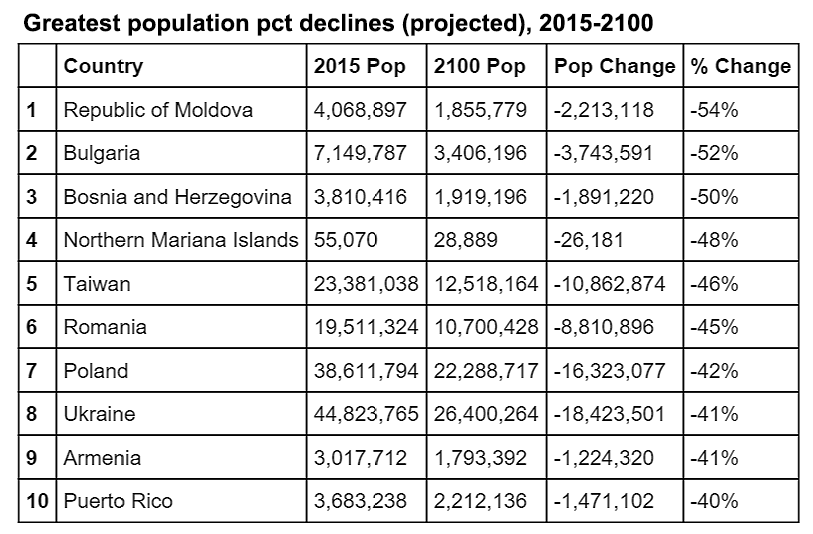 Greatest population pct declines (projected), 2015-2100
Country 2015 Pop 2100 Pop Pop Change % Change
1 Republic of Moldova 4,068,897 1,855,779 -2,213,118 -54%
2 Bulgaria 7,149,787 3,406,196 -3,743,591 -52%
3 Bosnia and Herzegovina 3,810,416 1,919,196 -1,891,220 -50%
4 Northern Mariana Islands 55,070 28,889 -26,181 -48%
5 Taiwan 23,381,038 12,518,164 -10,862,874 -46%
6 Romania 19,511,324 10,700,428 -8,810,896 -45%
7 Poland 38,611,794 22,288,717 -16,323,077 -42%
8 Ukraine 44,823,765 26,400,264 -18,423,501 -41%
9 Armenia 3,017,712 1,793,392 -1,224,320 -41%
10 Puerto Rico 3,683,238 2,212,136 -1,471,102 -40%